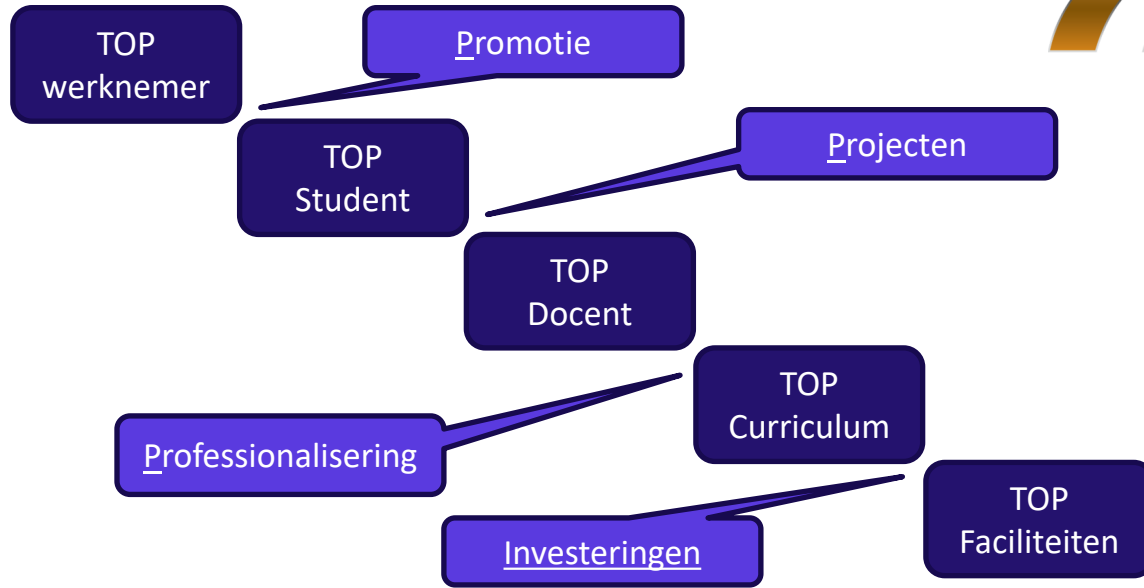 TOP
werknemer
Promotie
TOP
Student
Projecten
TOP
Docent
TOP
Curriculum
Professionalisering
TOP
Faciliteiten
Investeringen